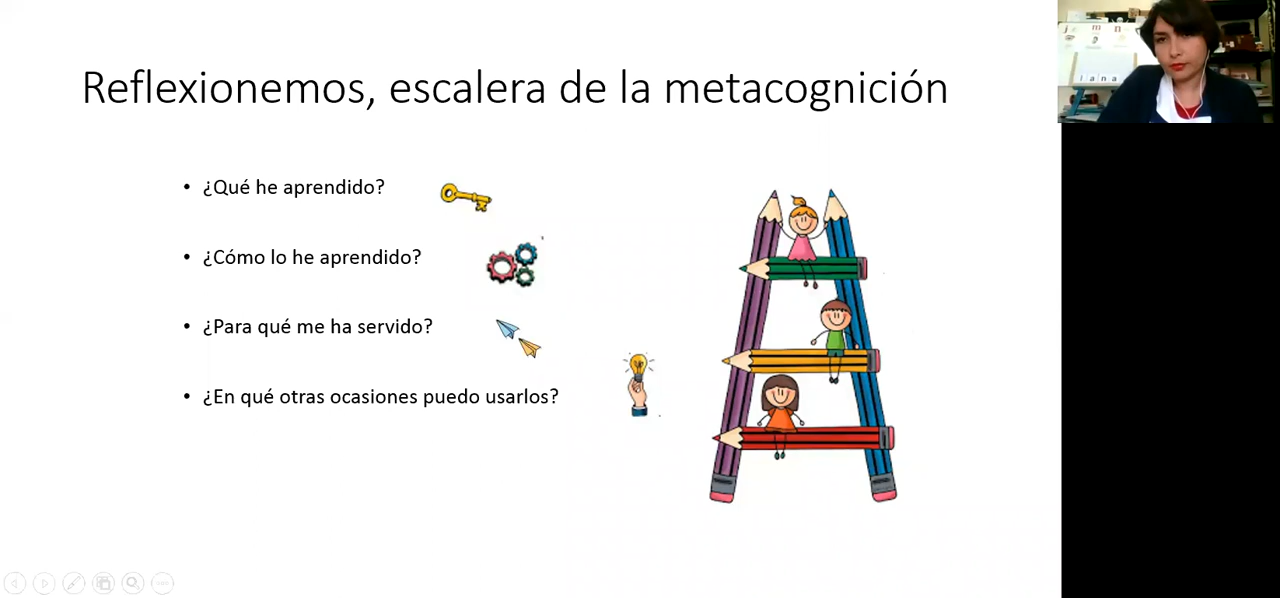 Reflexionemos, escalera de la metacognición
• ¿Qué he aprendido?
• ¿Cómo lo he aprendido?
• ¿Para qué me ha servido?
• ¿En qué otras ocasiones puedo usarlos?
j m n
l a n a